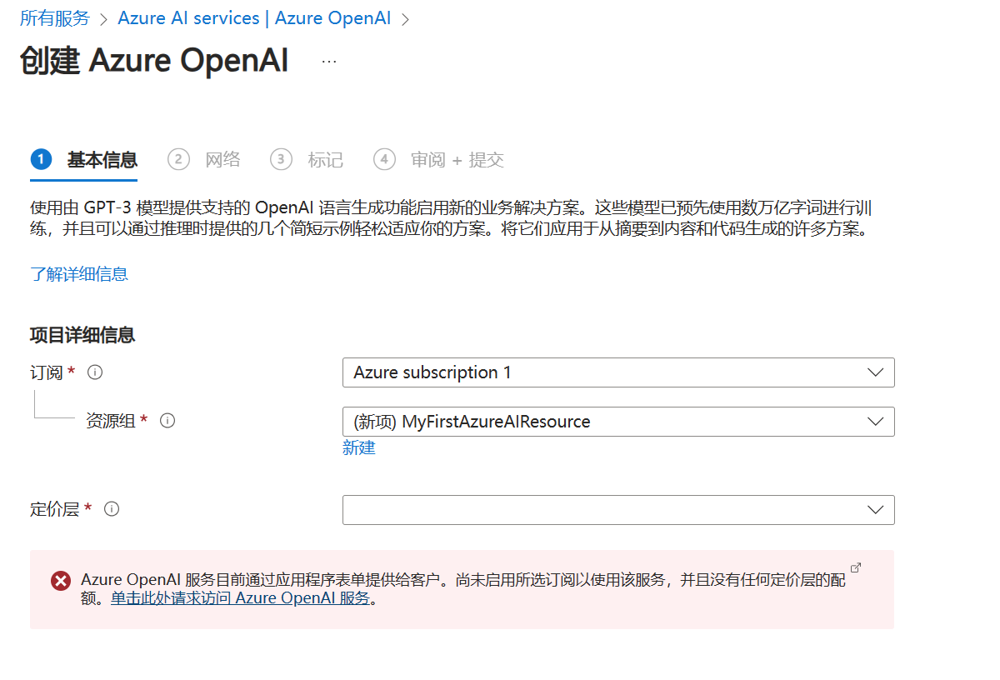 所有服务 > Azure AI services | Azure OpenAI >
创建 Azure OpenAI ...
1 基本信息 2 网络 3 标记 4 审阅 + 提交
使用由 GPT-3 模型提供支持的 OpenAI 语言生成功能启用新的业务解决方案。这些模型已预先使用数万亿字词进行训
练，并且可以通过推理时提供的几个简短示例轻松适应你的方案。将它们应用于从摘要到内容和代码生成的许多方案。
了解详细信息
项目详细信息
订阅 * Azure subscription 1
资源组 * (新项) MyFirstAzureAIResource
新建
定价层 *
Azure OpenAI 服务目前通过应用程序表单提供给客户。尚未启用所选订阅以使用该服务，并且没有任何定价层的配
额。单击此处请求访问 Azure OpenAI 服务。